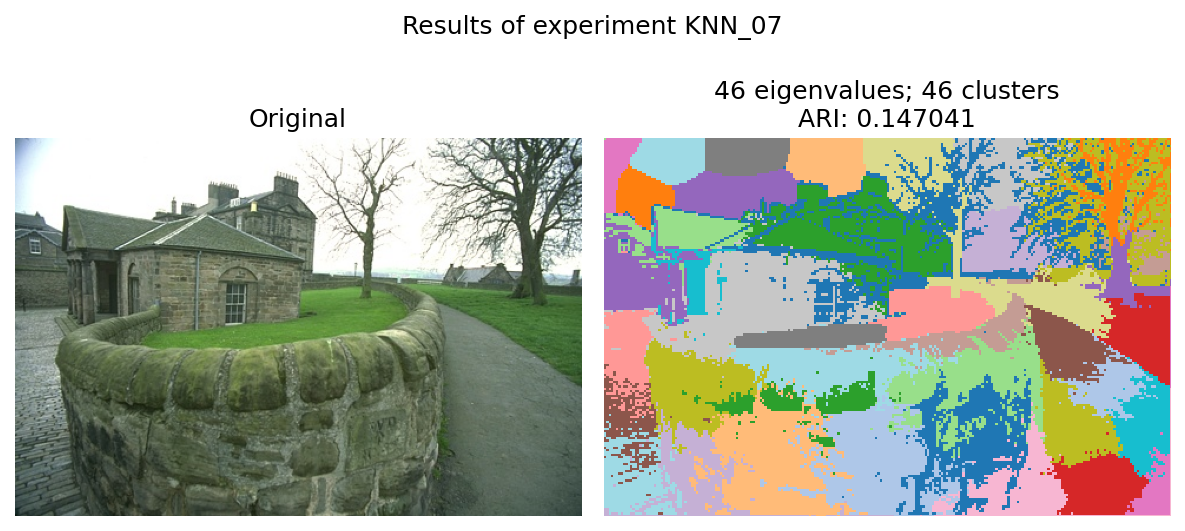 Results of experiment KNN_07
Original
46 eigenvalues; 46 clusters
ARI: 0.147041